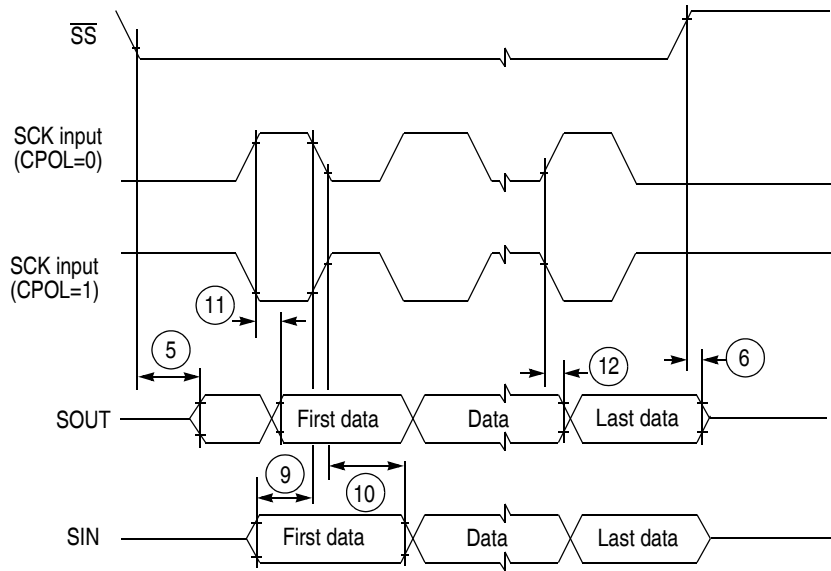 SS
SCK input
(CPOL=0)
SCK input
(CPOL=1)
11
5
12
6
SOUT
First data
Data
Last data
9
10
SIN
First data
Data
Last data